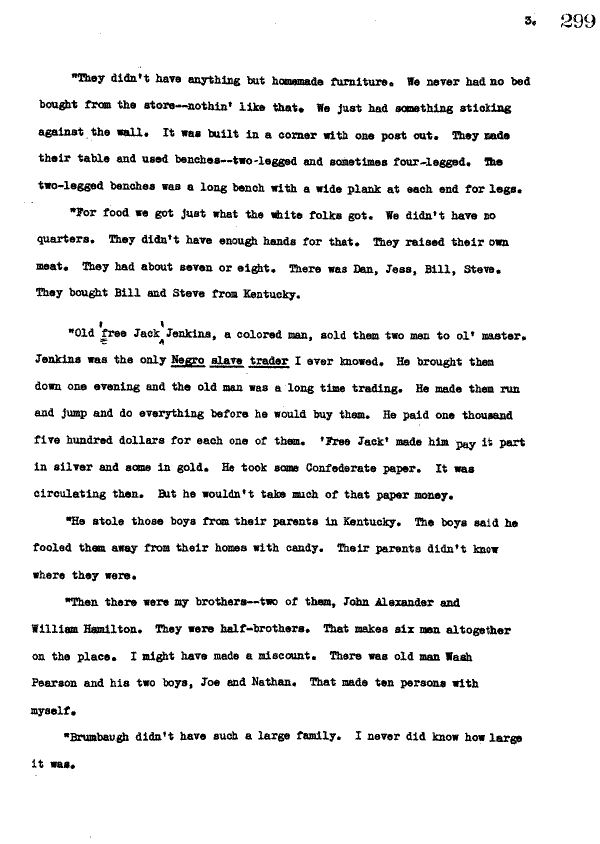 3. 299
"They didn't have anything but homemade furniture. We never had no bed
bought from the store--nothin' like that. We just had something sticking
against the wall. It was built in a corner with one post out. They made
their table and used benches--two-legged and sometimes four-legged. The
two-legged benches was a long bench with a wide plank at each end for legs.
"For food we got just what the white folks got. We didn't have no
quarters. They didn't have enough hands for that. They raised their own
meat. They had about seven or eight. There was Dan, Jess, Bill, Steve.
They bought Bill and Steve from Kentucky.
"Old 'free Jack' Jenkins, a colored man, sold them two men to ol' master.
Jenkins was the only Negro slave trader I ever knowed. He brought them
down one evening and the old man was a long time trading. He made them run
and jump and do everything before he would buy them. He paid one thousand
five hundred dollars for each one of them. 'Free Jack' made him pay it part
in silver and some in gold. He took some Confederate paper. It was
circulating then. But he wouldn't take much of that paper money.
"He stole those boys from their parents in Kentucky. The boys said he
fooled them away from their homes with candy. Their parents didn't know
where they were.
"Then there were my brothers--two of them, John Alexander and
William Hamilton. They were half-brothers. That makes six men altogether
on the place. I might have made a miscount. There was old man Wash
Pearson and his two boys, Joe and Nathan. That made ten persons with
myself.
"Brumbaugh didn't have such a large family. I never did know how large
it was.